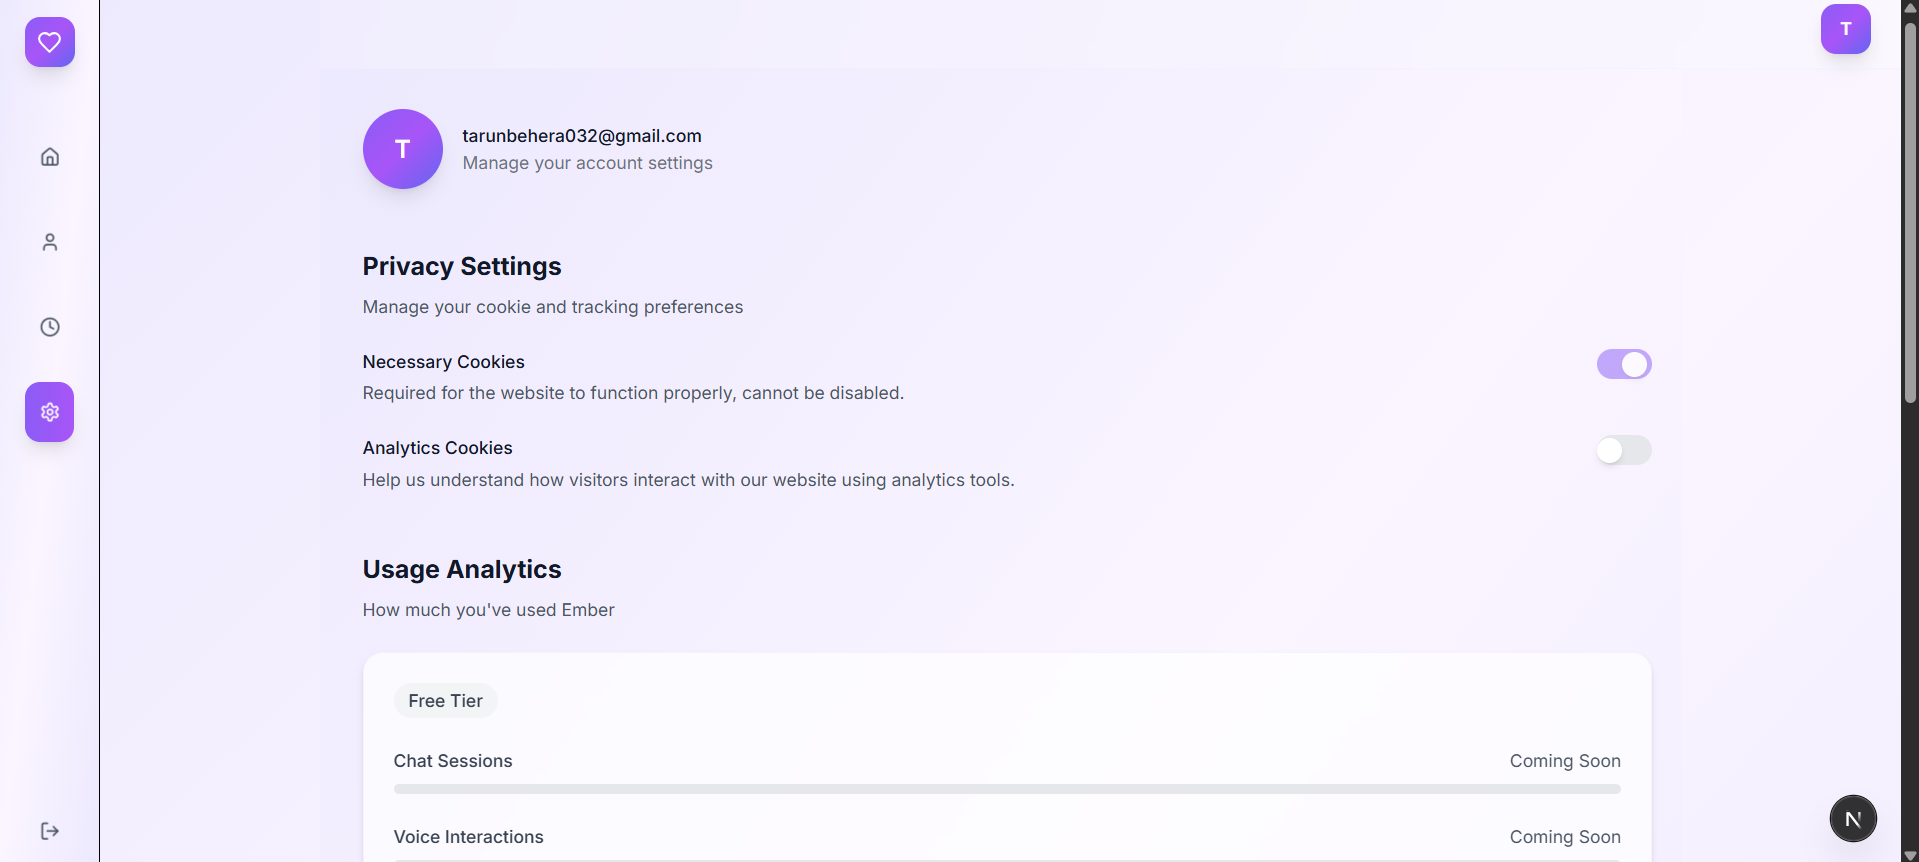 T
T
tarunbehera032@gmail.com
Manage your account settings
Privacy Settings
Manage your cookie and tracking preferences
Necessary Cookies
Required for the website to function properly, cannot be disabled.
Analytics Cookies
Help us understand how visitors interact with our website using analytics tools.
Usage Analytics
How much you've used Ember
Free Tier
Chat Sessions
Coming Soon
Voice Interactions
Coming Soon
N